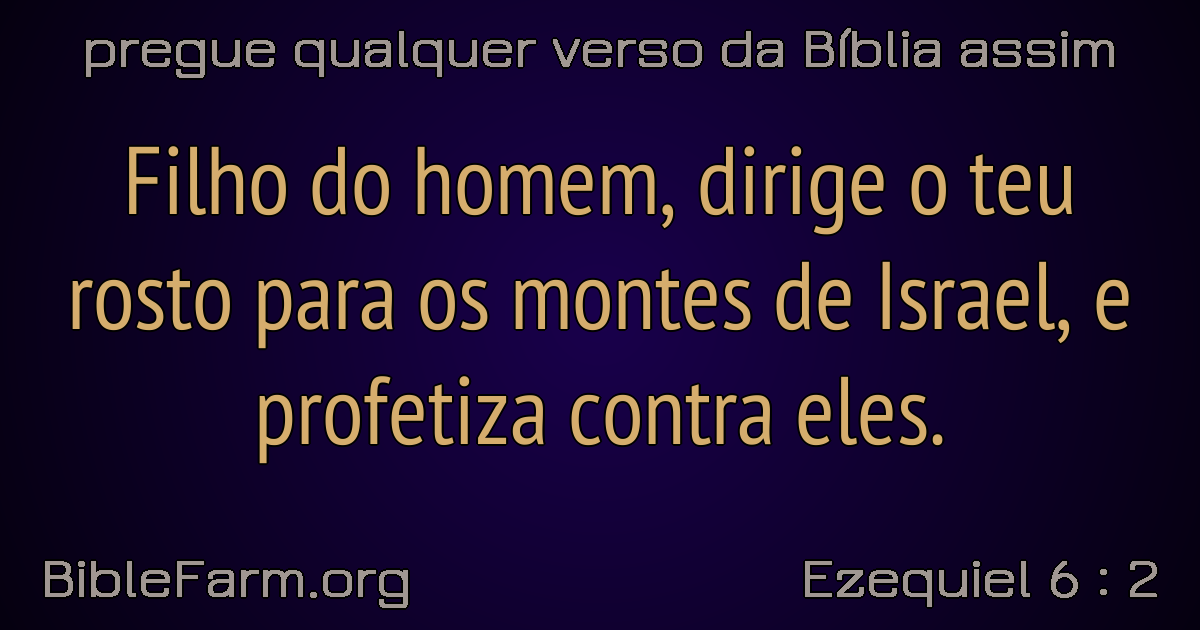 pregue qualquer verso da Bíblia assim
Filho do homem, dirige o teu
rosto para os montes de Israel, e
profetiza contra eles.
BibleFarm.org
Ezequiel 6 : 2